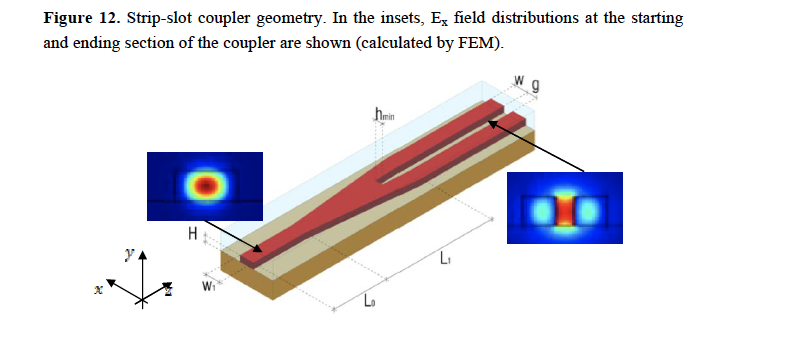 Figure 12. Strip-slot coupler geometry. In the insets, Ex field distributions at the starting
and ending section of the coupler are shown (calculated by FEM).
W g
hmin
H
L1
y
x
z
W1
L0